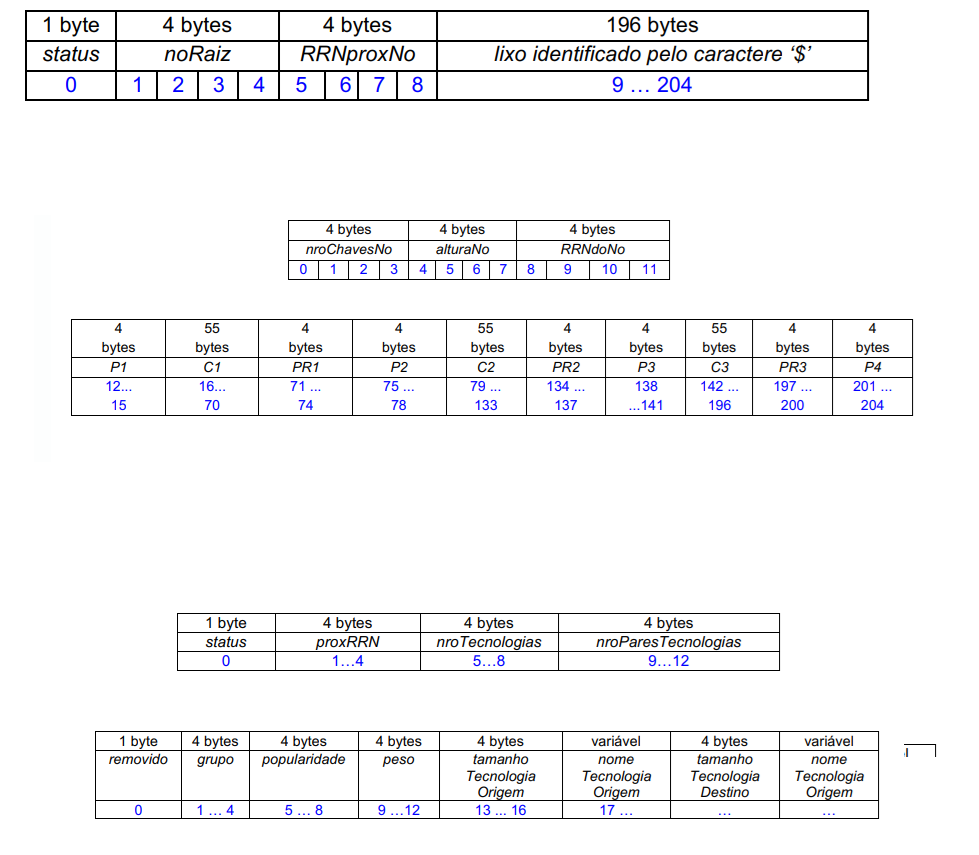 1 byte 4 bytes 4 bytes 196 bytes
status noRaiz RRNproxNo lixo identificado pelo caractere ‘$’
0 1 2 3 4 5 6 7 8 9 … 204
4 bytes 4 bytes 4 bytes
nroChavesNo alturaNo RRNdoNo
0 1 2 3 4 5 6 7 8 9 10 11
4 55 4 4 55 4 4 55 4 4
bytes bytes bytes bytes bytes bytes bytes bytes bytes bytes
P1 C1 PR1 P2 C2 PR2 P3 C3 PR3 P4
12... 16... 71 ... 75 ... 79 ... 134 ... 138 142 ... 197 ... 201 ...
15 70 74 78 133 137 ...141 196 200 204
1 byte 4 bytes 4 bytes 4 bytes
status proxRRN nroTecnologias nroParesTecnologias
0 1…4 5…8 9…12
1 byte 4 bytes 4 bytes 4 bytes 4 bytes variável 4 bytes variável
removido grupo popularidade peso tamanho nome tamanho nome
Tecnologia Tecnologia Tecnologia Tecnologia
Origem Origem Destino Origem
0 1 … 4 5 … 8 9 …12 13 ... 16 17 … … …